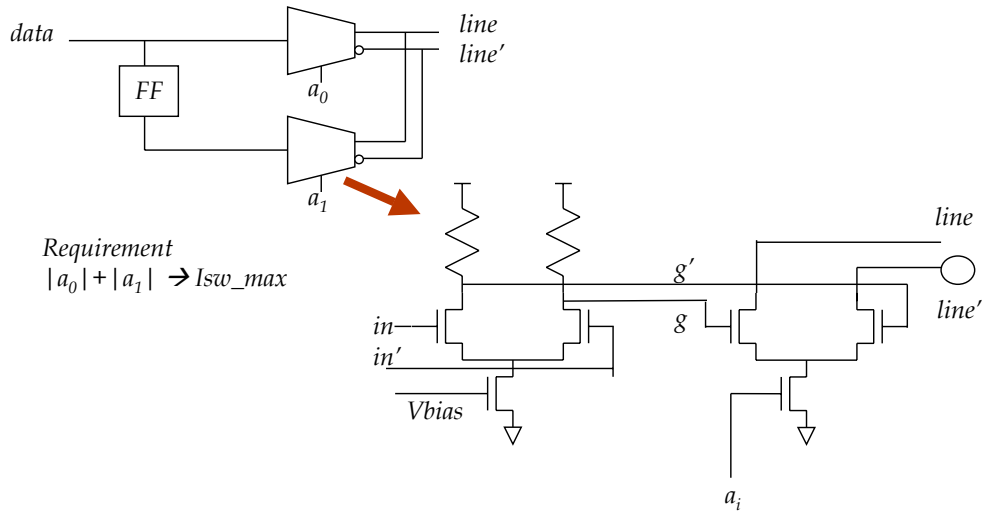 data
line
line'
FF
a0
a1
Requirement
|a0|+|a1| → Isw_max
line
g'
line'
in
g
in'
Vbias
ai